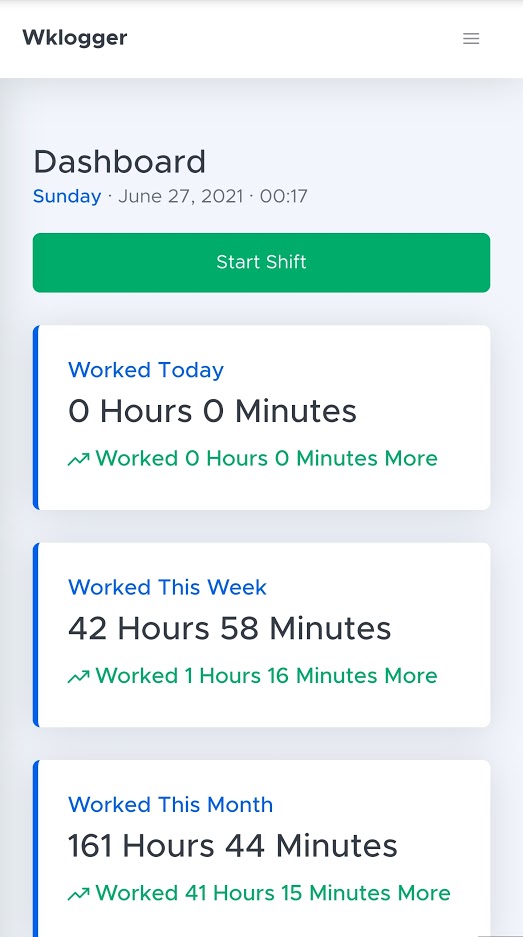 Wklogger
Dashboard
Sunday · June 27, 2021 · 00:17
Start Shift
Worked Today
0 Hours 0 Minutes
Worked 0 Hours 0 Minutes More
Worked This Week
42 Hours 58 Minutes
Worked 1 Hours 16 Minutes More
Worked This Month
161 Hours 44 Minutes
Worked 41 Hours 15 Minutes More